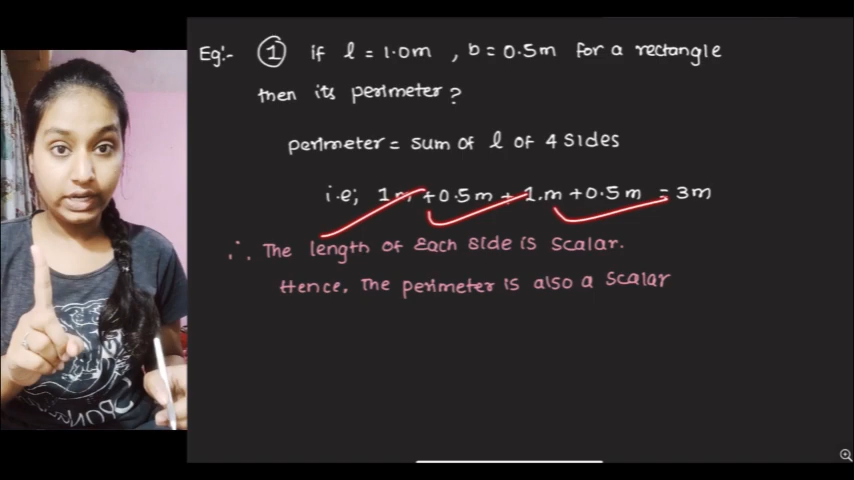 Eg:- ① if l = 1.0m , b = 0.5m for a rectangle
then its perimeter?
perimeter = sum of l of 4 sides
i.e; 1m + 0.5m + 1.m + 0.5m = 3m
∴ The length of each side is scalar.
Hence, The perimeter is also a scalar